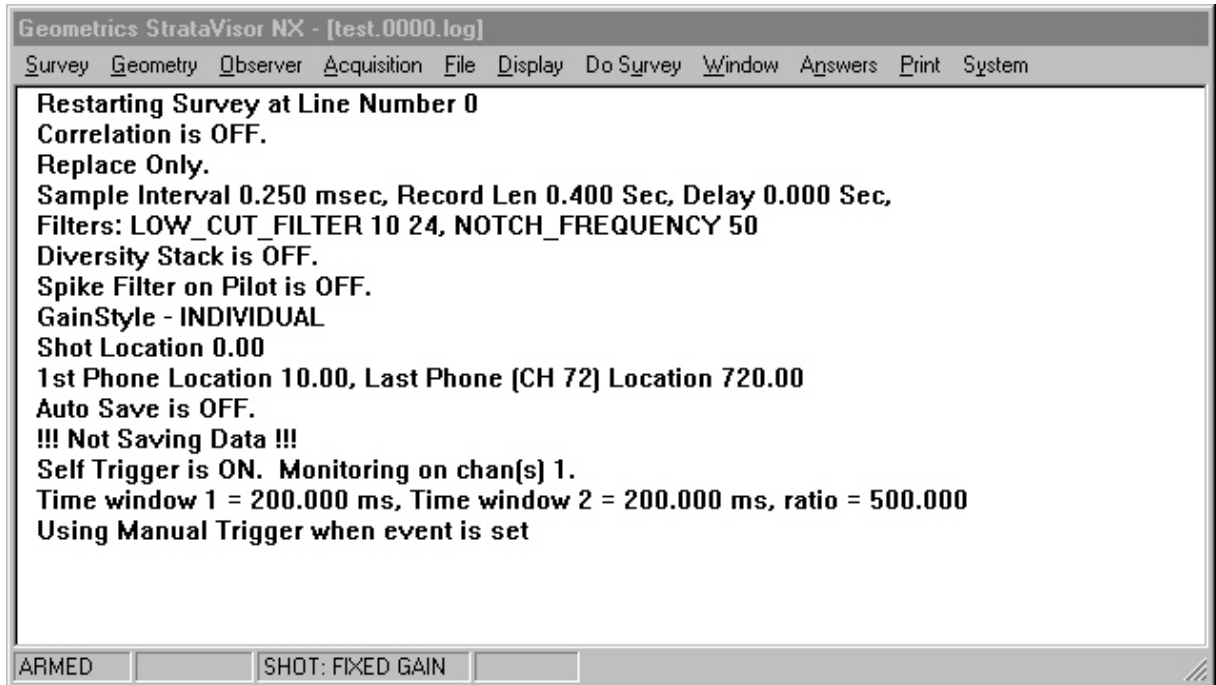 Geometrics StrataVisor NX - [test.0000.log]
Survey Geometry Observer Acquisition File Display Do Survey Window Answers Print System
Restarting Survey at Line Number 0
Correlation is OFF.
Replace Only.
Sample Interval 0.250 msec, Record Len 0.400 Sec, Delay 0.000 Sec,
Filters: LOW_CUT_FILTER 10 24, NOTCH_FREQUENCY 50
Diversity Stack is OFF.
Spike Filter on Pilot is OFF.
GainStyle - INDIVIDUAL
Shot Location 0.00
1st Phone Location 10.00, Last Phone (CH 72) Location 720.00
Auto Save is OFF.
!!! Not Saving Data !!!
Self Trigger is ON.  Monitoring on chan(s) 1.
Time window 1 = 200.000 ms, Time window 2 = 200.000 ms, ratio = 500.000
Using Manual Trigger when event is set
ARMED SHOT: FIXED GAIN